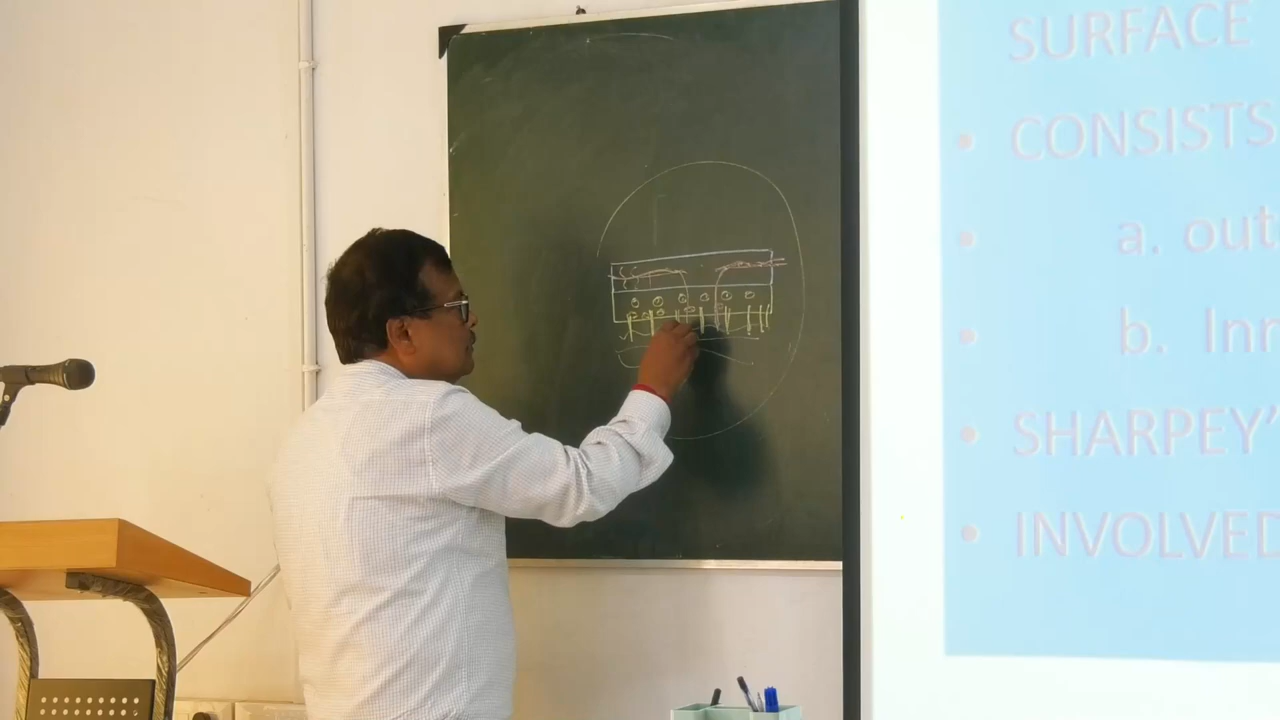 SURFACE
• CONSISTS
• a. out
• b. Inn
• SHARPEY'
• INVOLVED